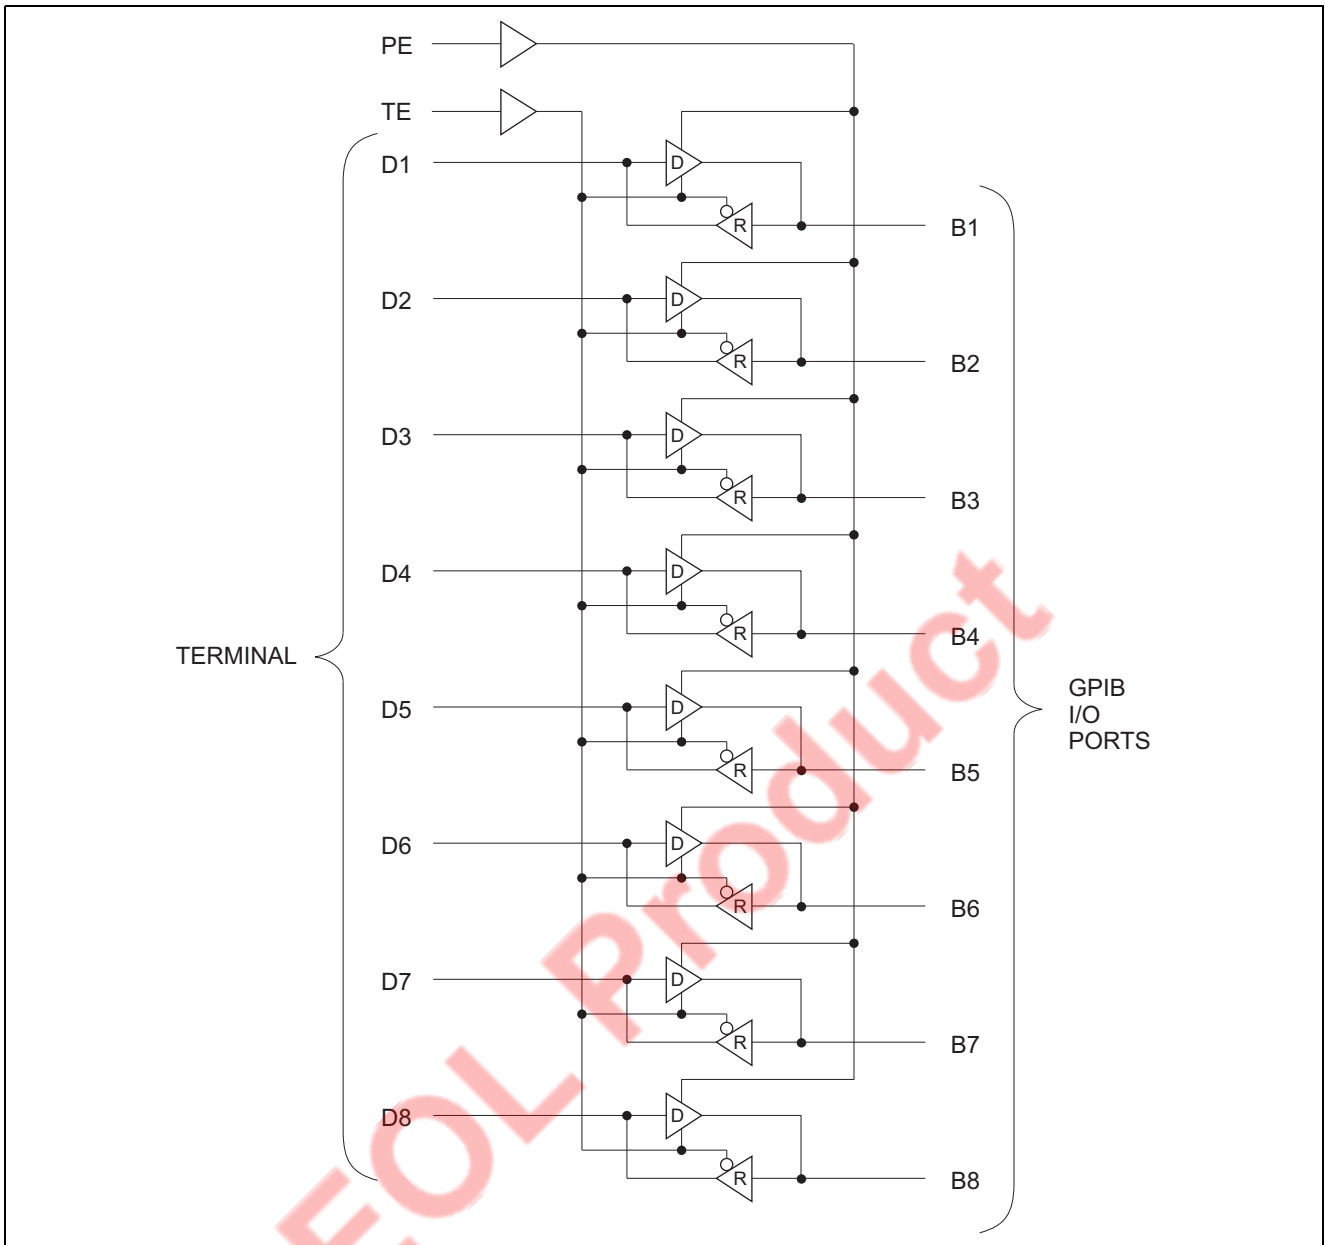 PE
TE
D1
D
R
B1
D2
D
R
B2
D3
D
R
B3
D4
D
R
B4
TERMINAL
D5
D
R
B5
GPIB
I/O
PORTS
D6
D
R
B6
D7
D
R
B7
D8
D
R
B8
EOL Product